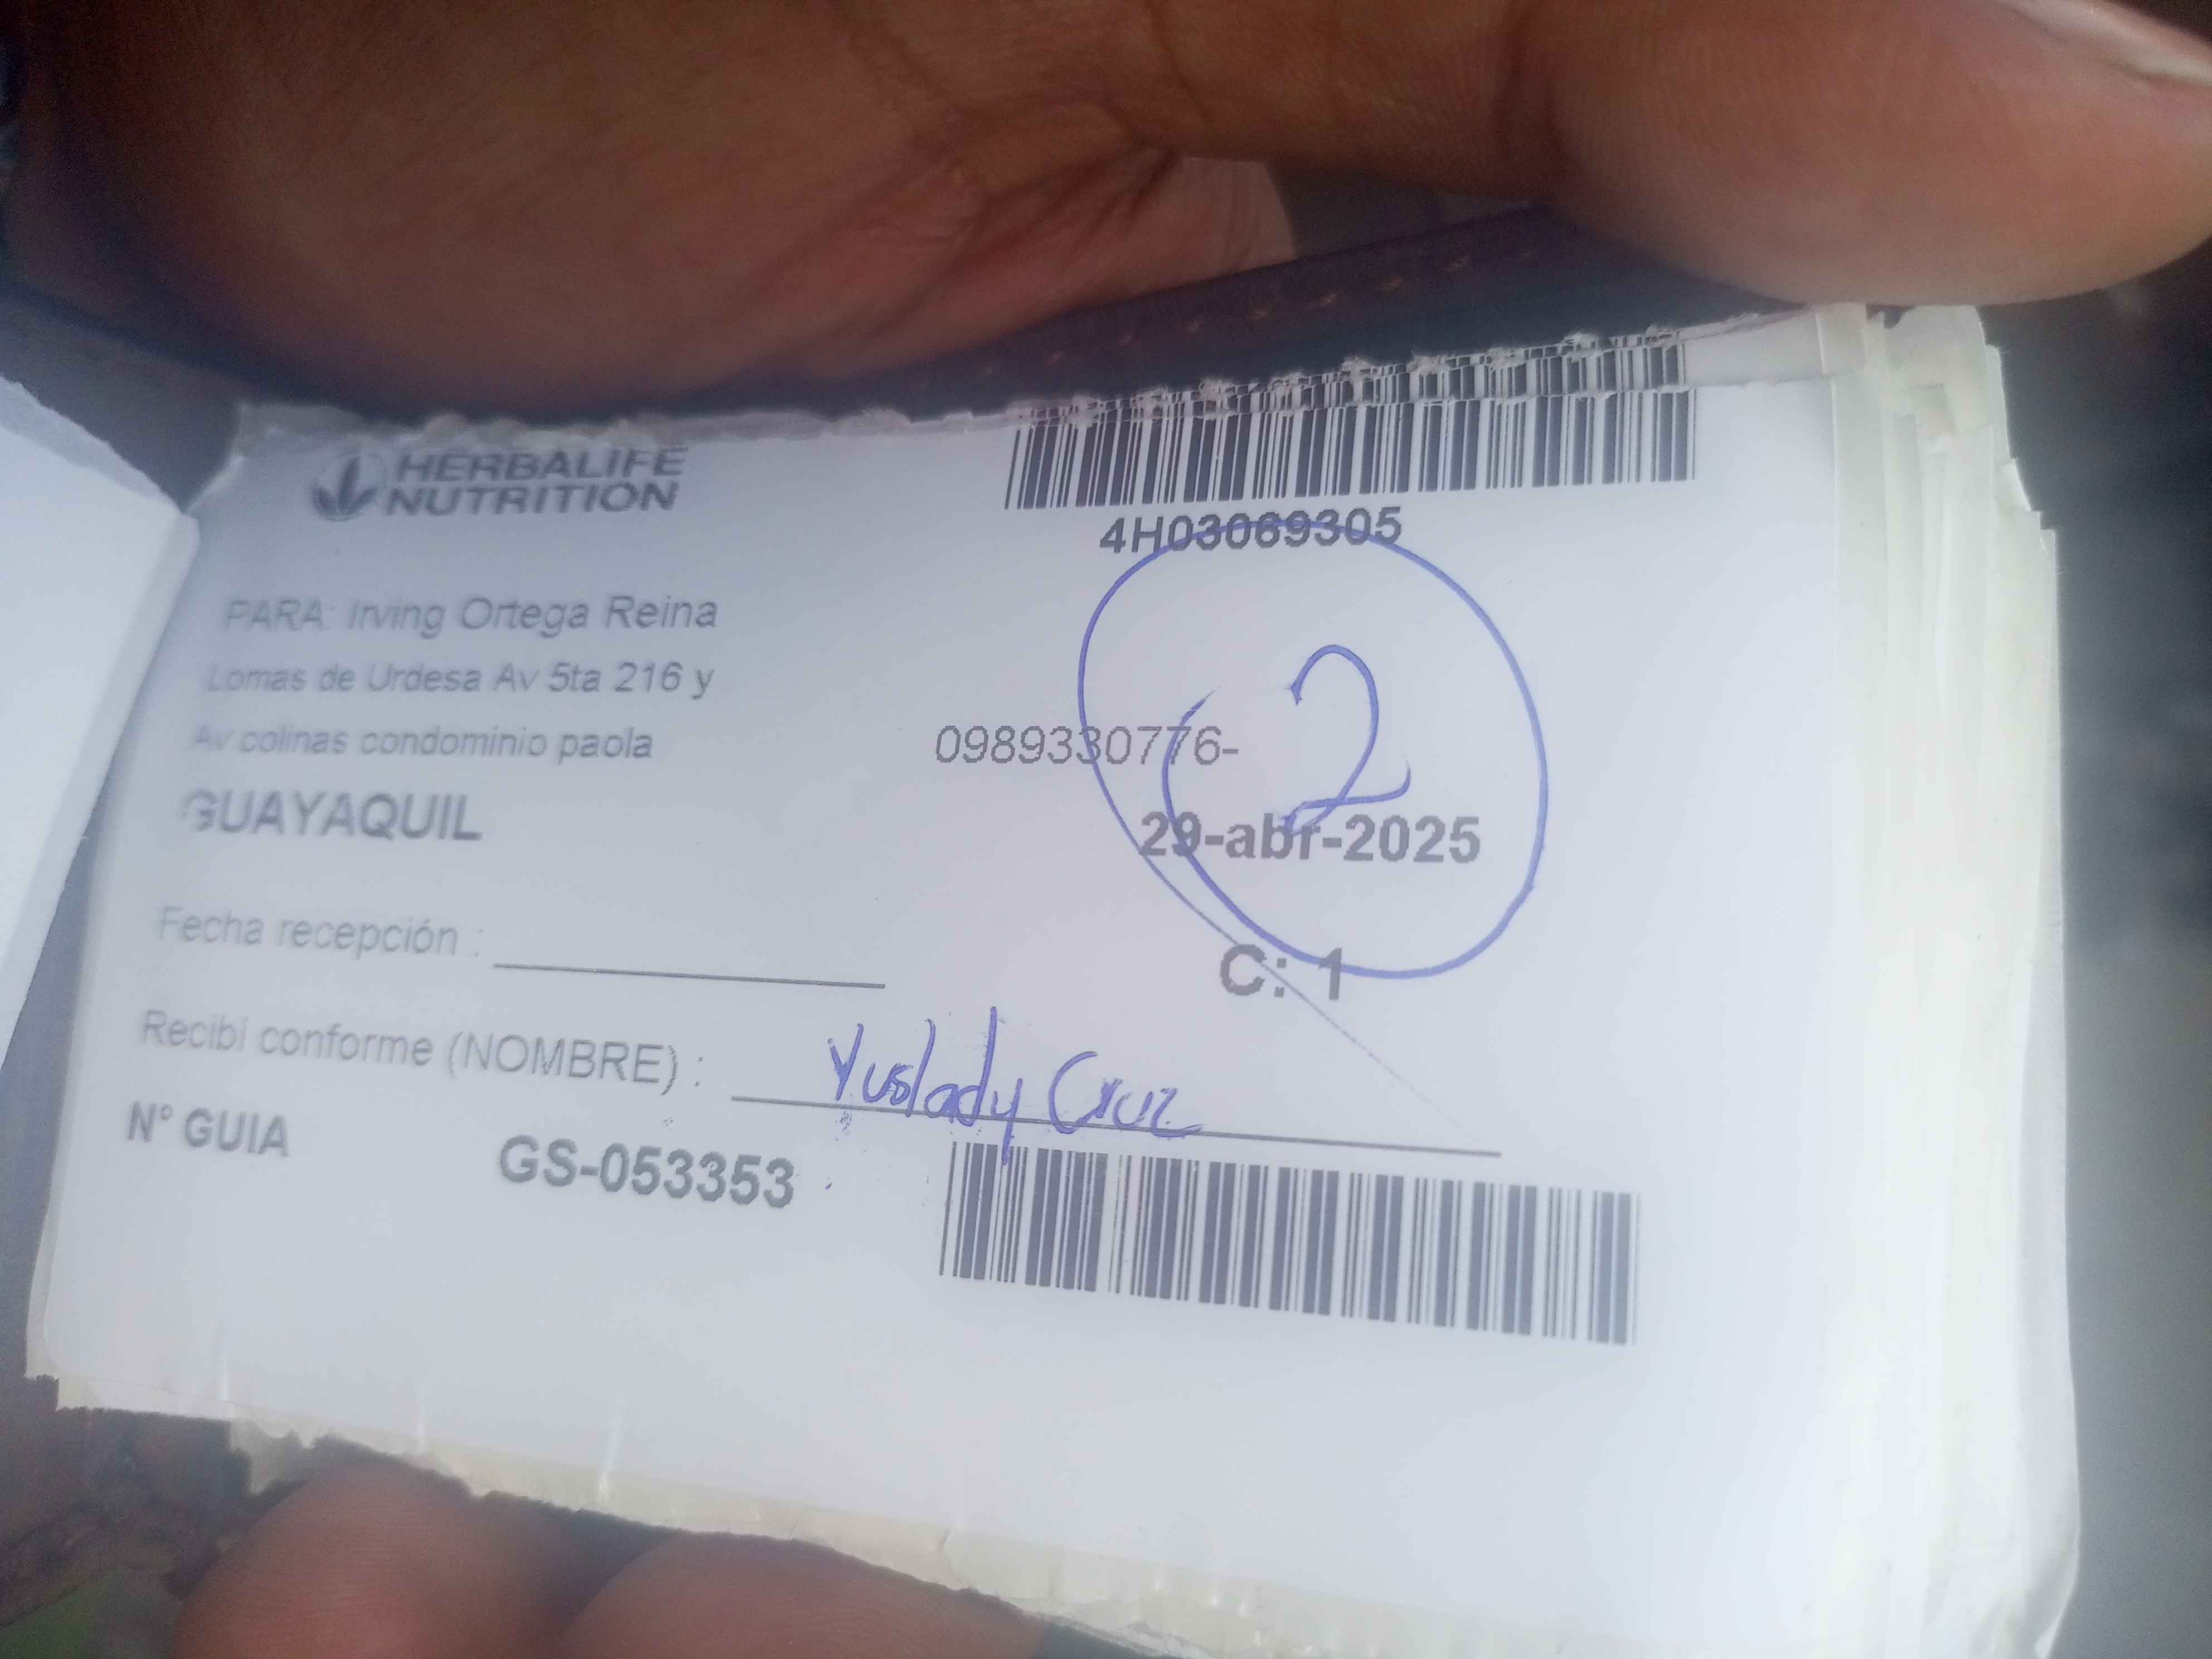 HERBALIFE
NUTRITION
4H03069305
PARA: Irving Ortega Reina
Lomas de Urdesa Av 5ta 216 y
Av colinas condominio paola
0989330776-
2
GUAYAQUIL
29-abr-2025
Fecha recepción :
C: 1
Recibi conforme (NOMBRE) : Yuslady Cruz
N° GUIA GS-053353